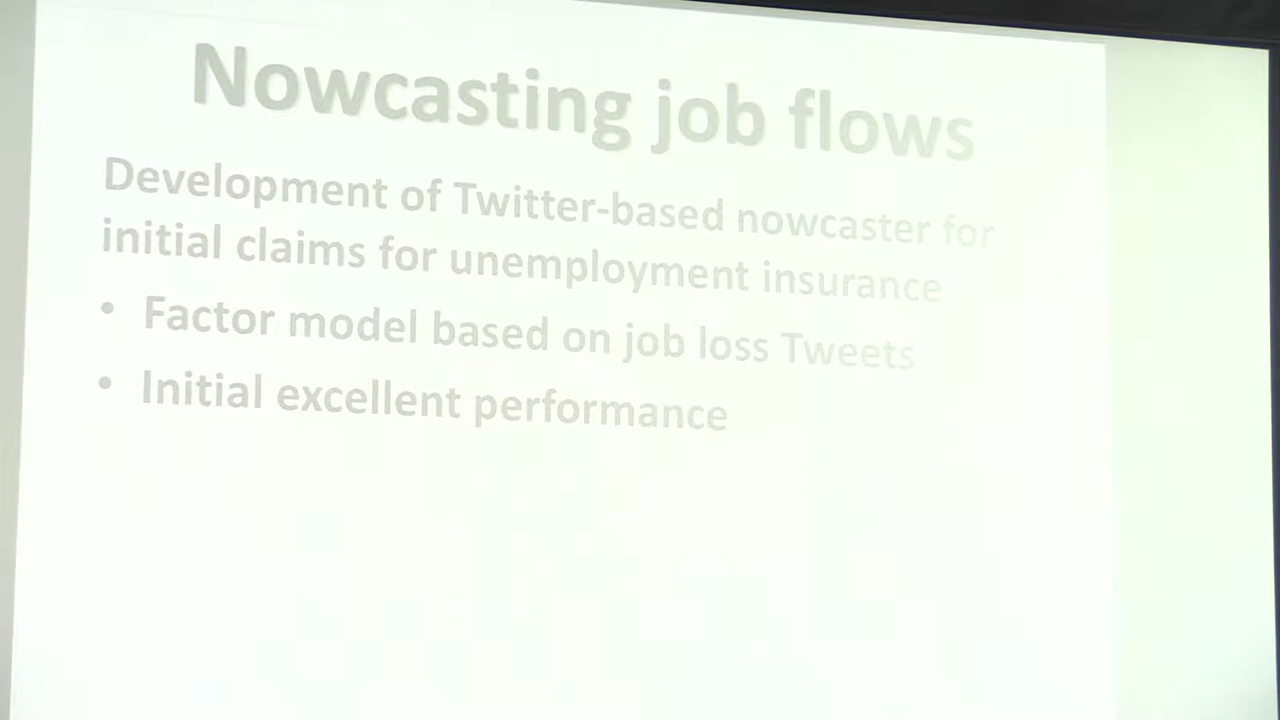 Nowcasting job flows
Development of Twitter-based nowcaster for
initial claims for unemployment insurance
• Factor model based on job loss Tweets
• Initial excellent performance